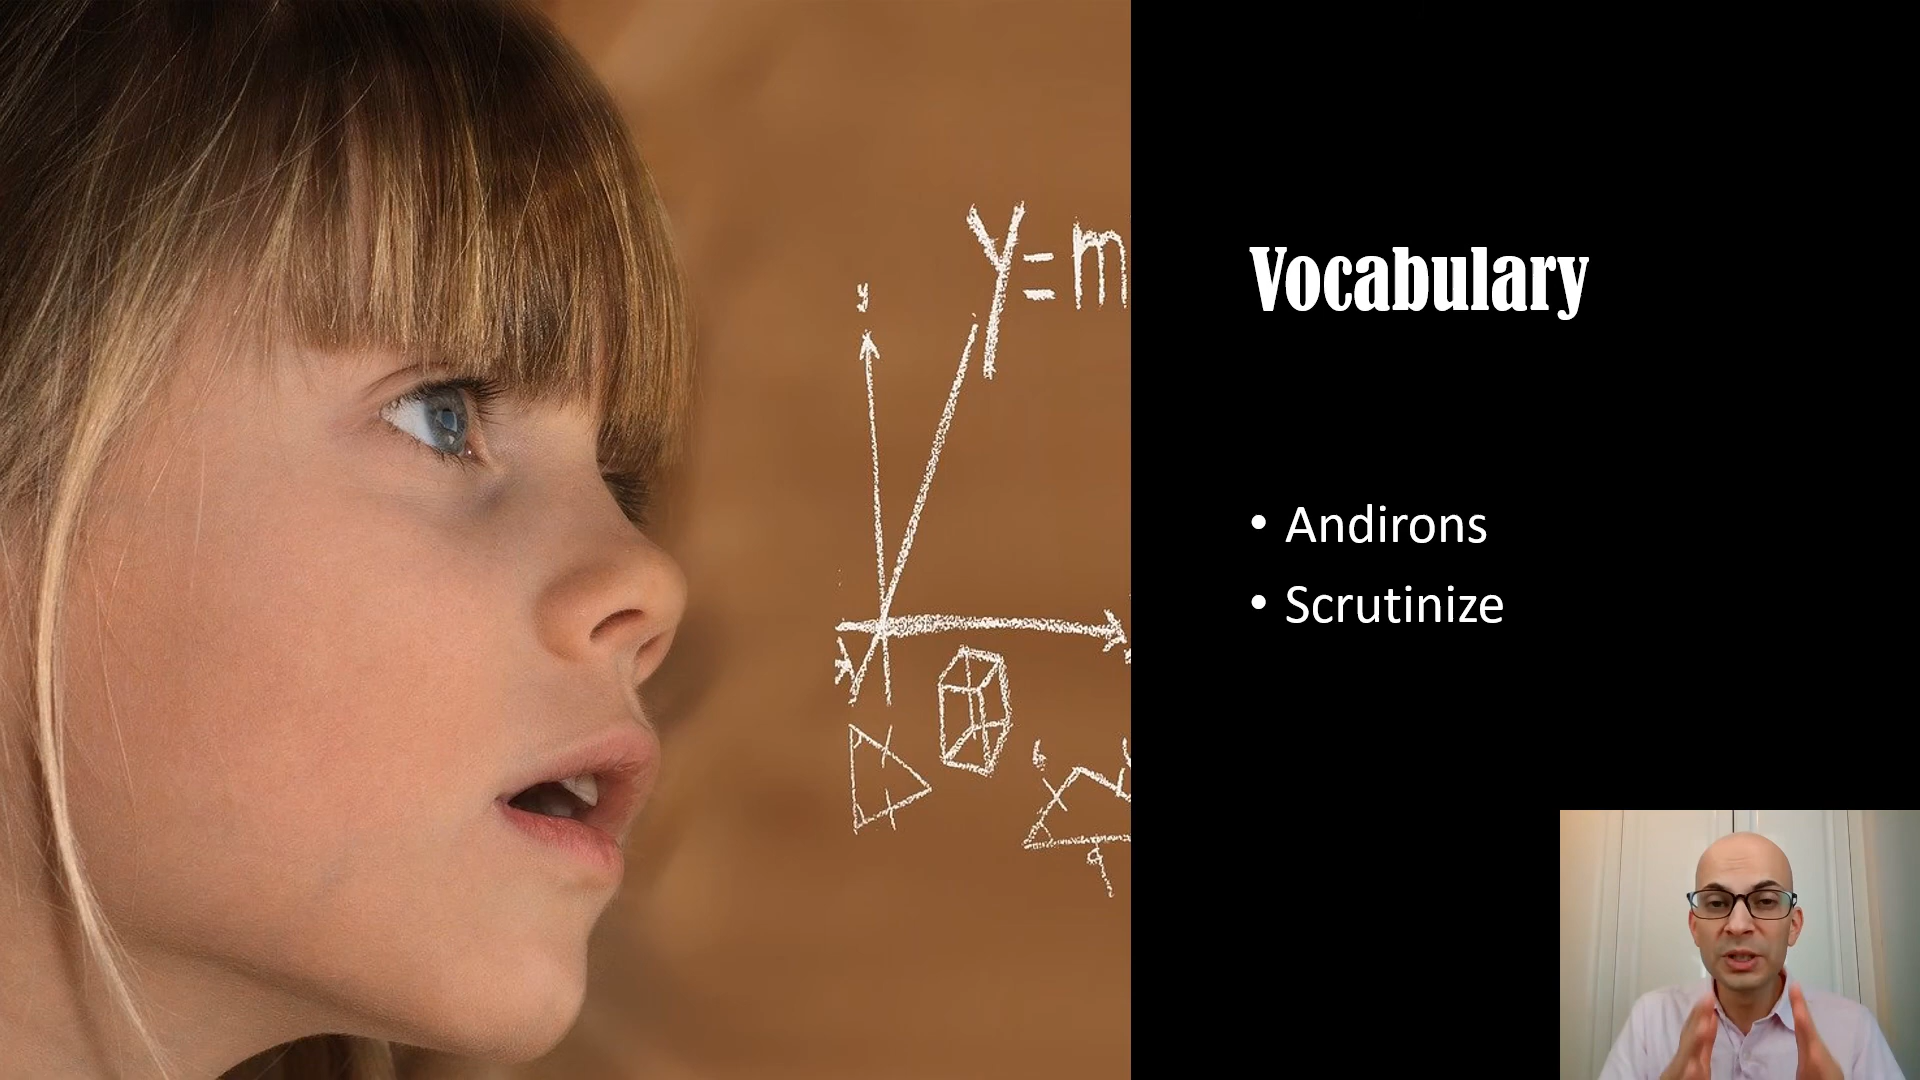 y
Y=m
Vocabulary
• Andirons
• Scrutinize